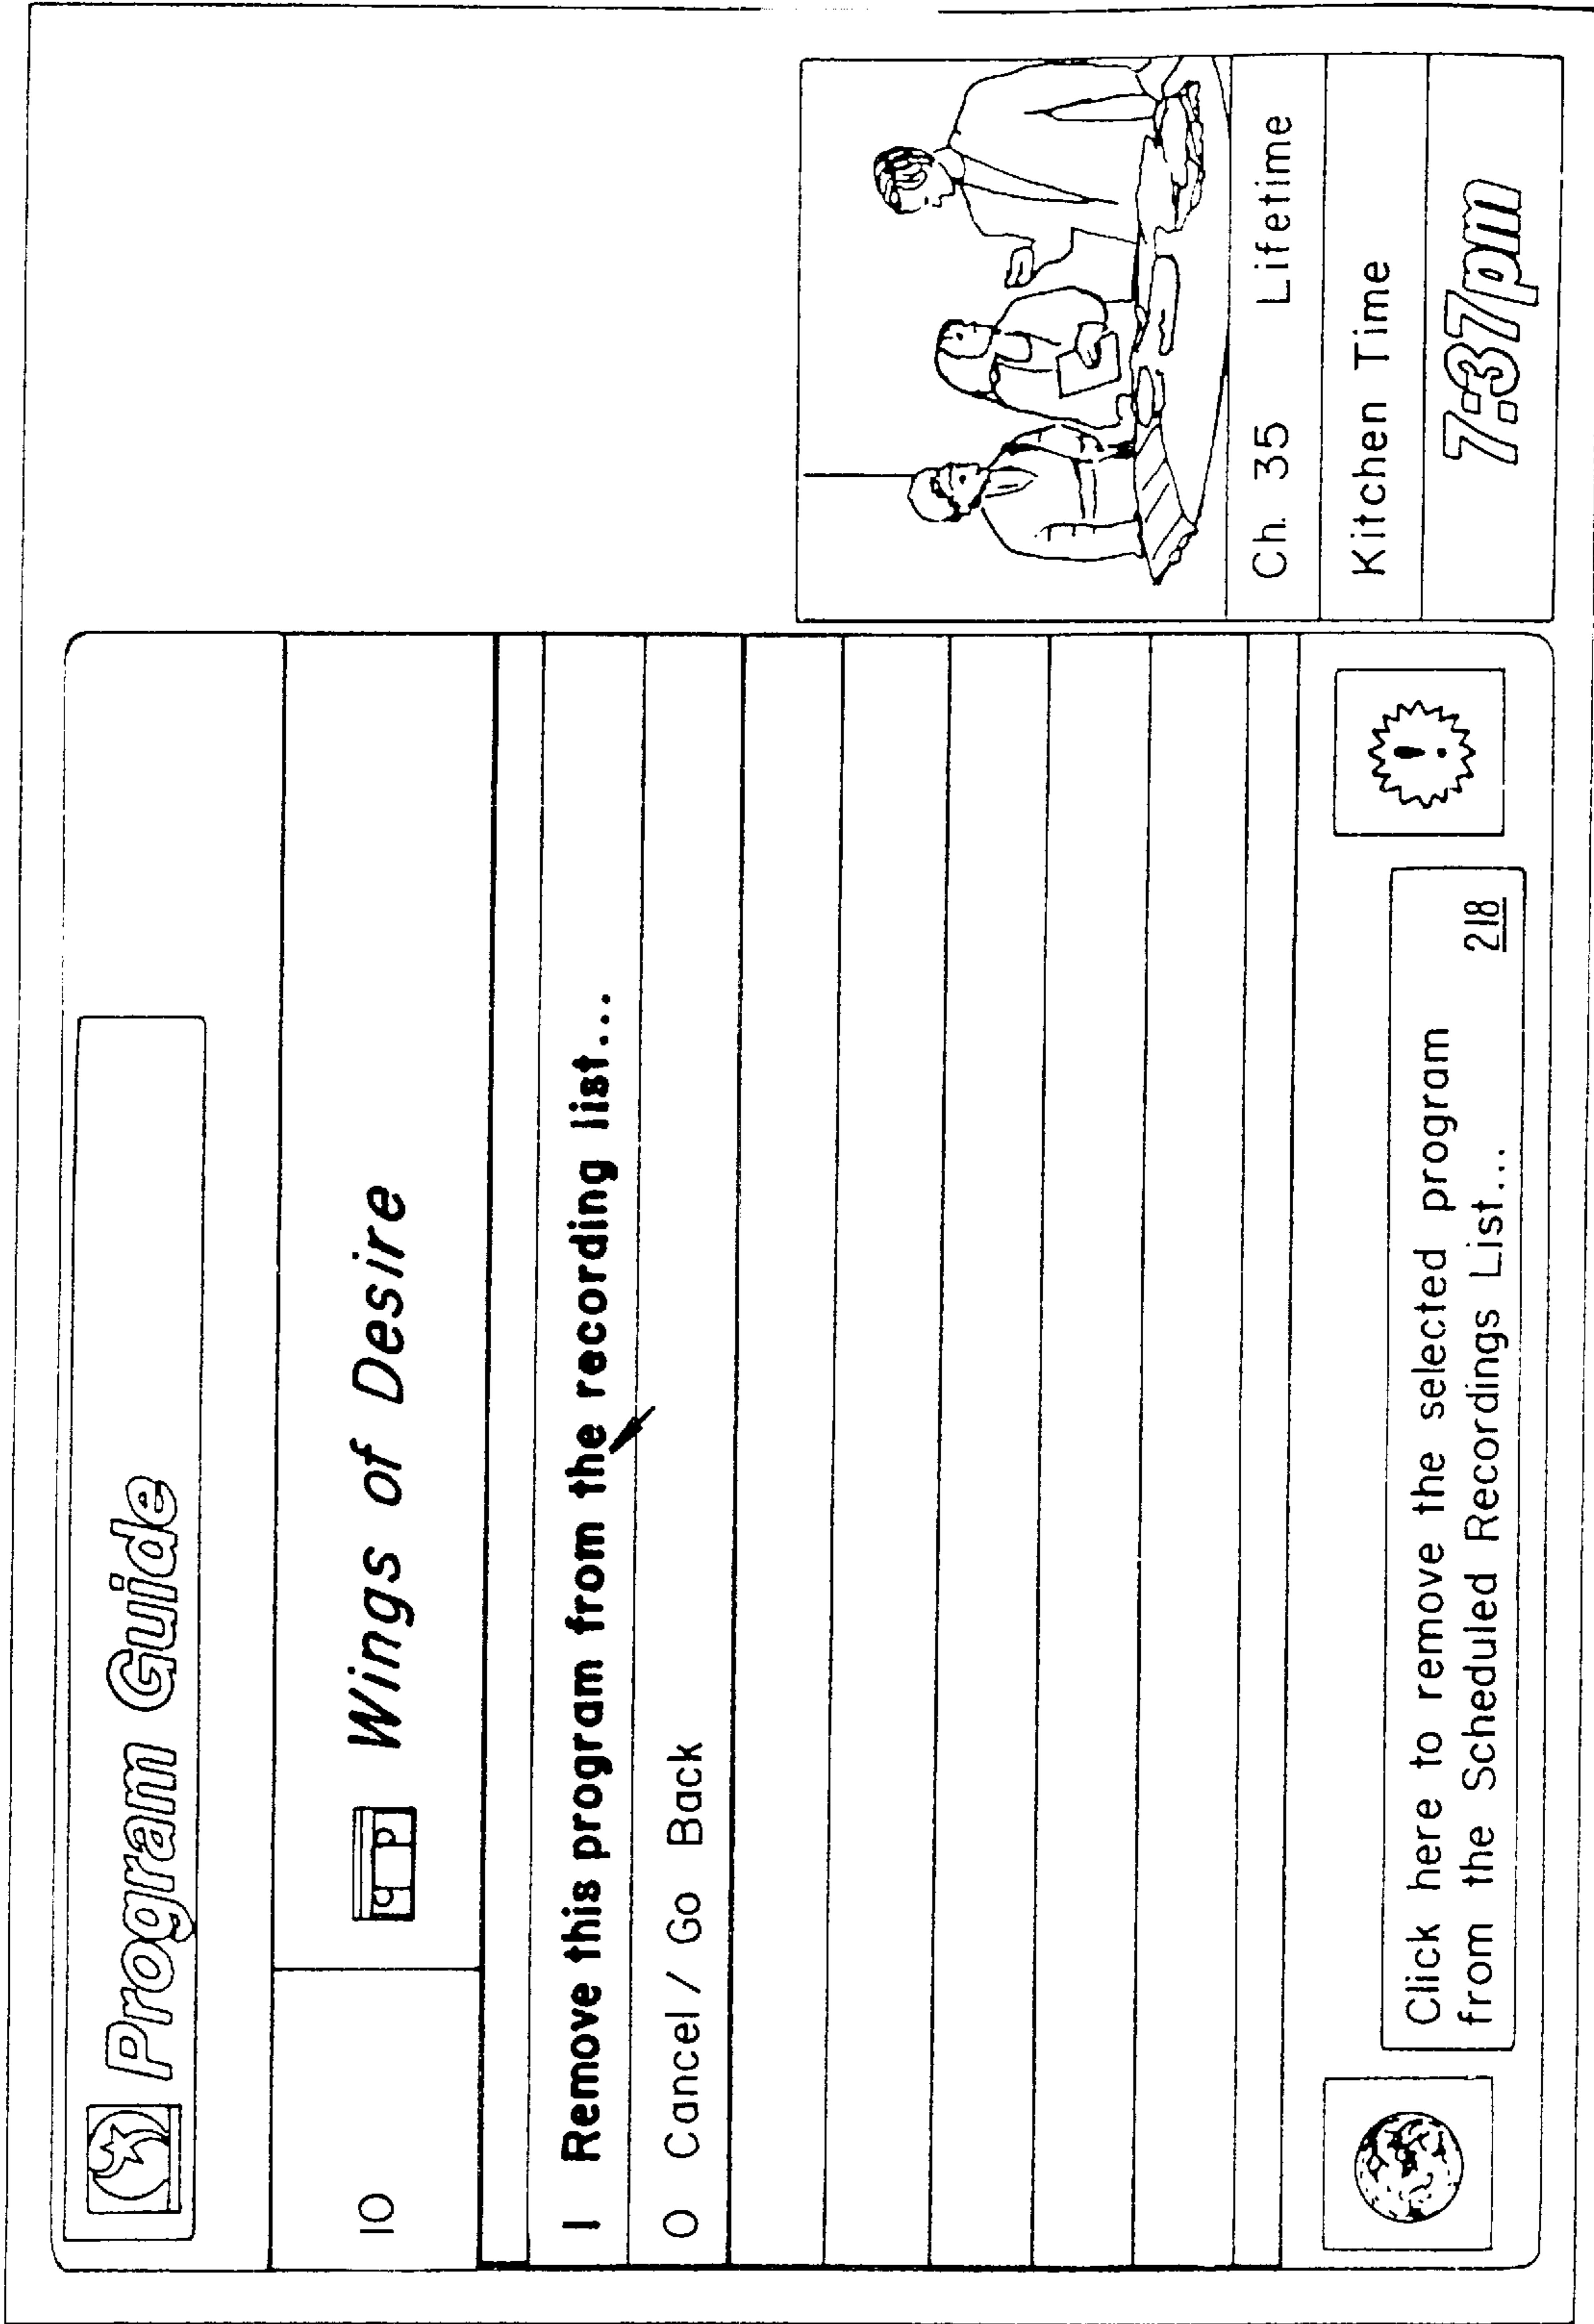 Program Guide
10 Wings of Desire
1 Remove this program from the recording list...
0 Cancel / Go Back
Click here to remove the selected program
from the Scheduled Recordings List...
218
Ch. 35 Lifetime
Kitchen Time
7:37pm